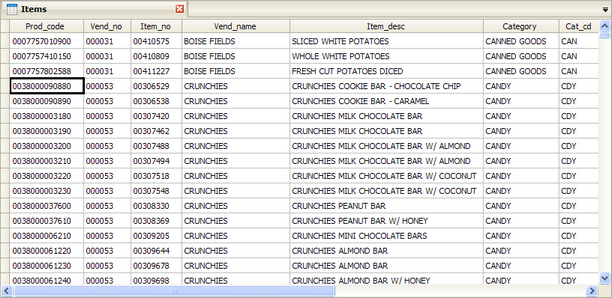 Items
Prod_code Vend_no Item_no Vend_name Item_desc Category Cat_cd
0007757010900 000031 00410575 BOISE FIELDS SLICED WHITE POTATOES CANNED GOODS CAN
0007757410150 000031 00410809 BOISE FIELDS WHOLE WHITE POTATOES CANNED GOODS CAN
0007757802588 000031 00411227 BOISE FIELDS FRESH CUT POTATOES DICED CANNED GOODS CAN
0038000090880 000053 00306529 CRUNCHIES CRUNCHIES COOKIE BAR - CHOCOLATE CHIP CANDY CDY
0038000090890 000053 00306538 CRUNCHIES CRUNCHIES COOKIE BAR - CARAMEL CANDY CDY
0038000003180 000053 00307420 CRUNCHIES CRUNCHIES MILK CHOCOLATE BAR CANDY CDY
0038000003190 000053 00307462 CRUNCHIES CRUNCHIES MILK CHOCOLATE BAR CANDY CDY
0038000003200 000053 00307488 CRUNCHIES CRUNCHIES MILK CHOCOLATE BAR W/ ALMOND CANDY CDY
0038000003210 000053 00307494 CRUNCHIES CRUNCHIES MILK CHOCOLATE BAR W/ ALMOND CANDY CDY
0038000003220 000053 00307518 CRUNCHIES CRUNCHIES MILK CHOCOLATE BAR W/ COCONUT CANDY CDY
0038000003230 000053 00307548 CRUNCHIES CRUNCHIES MILK CHOCOLATE BAR W/ COCONUT CANDY CDY
0038000037600 000053 00308330 CRUNCHIES CRUNCHIES PEANUT BAR CANDY CDY
0038000037610 000053 00308369 CRUNCHIES CRUNCHIES PEANUT BAR W/ HONEY CANDY CDY
0038000006210 000053 00309205 CRUNCHIES CRUNCHIES MINI CHOCOLATE BARS CANDY CDY
0038000061220 000053 00309644 CRUNCHIES CRUNCHIES ALMOND BAR CANDY CDY
0038000061230 000053 00309678 CRUNCHIES CRUNCHIES ALMOND BAR CANDY CDY
0038000061240 000053 00309698 CRUNCHIES CRUNCHIES ALMOND BAR W/ HONEY CANDY CDY